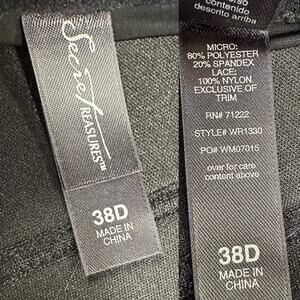 Secret
TREASURES™
38D
MADE IN
CHINA
contenido
descrito arriba
MICRO:
80% POLYESTER
20% SPANDEX
LACE:
100% NYLON
EXCLUSIVE OF
TRIM
RN# 71222
STYLE# WR1330
PO# WM07015
over for care
content above
38D
MADE IN
CHINA